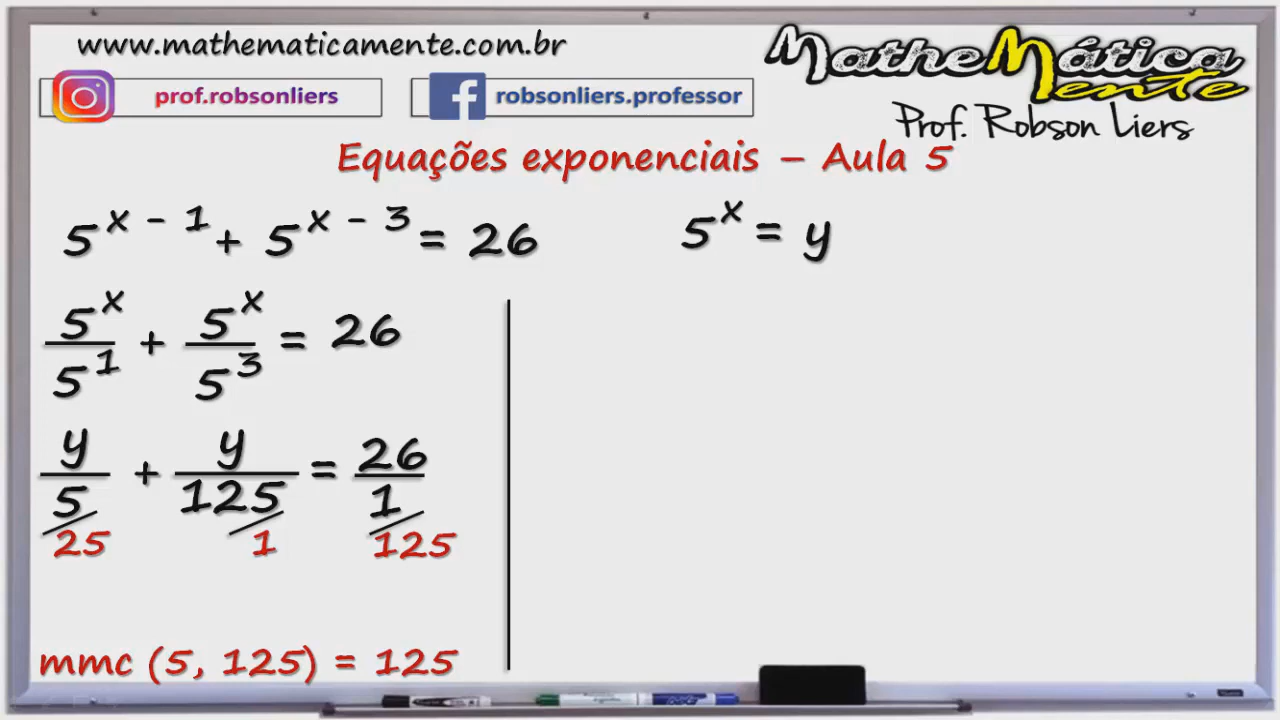 www.mathematicamente.com.br
MatheMática
mente
prof.robsonliers
robsonliers.professor
Prof. Robson Liers
Equações exponenciais – Aula 5
5^(x - 1) + 5^(x - 3) = 26
5^x = y
5^x/5^1 + 5^x/5^3 = 26
y/5 + y/125 = 26/1
25 1 125
mmc (5, 125) = 125